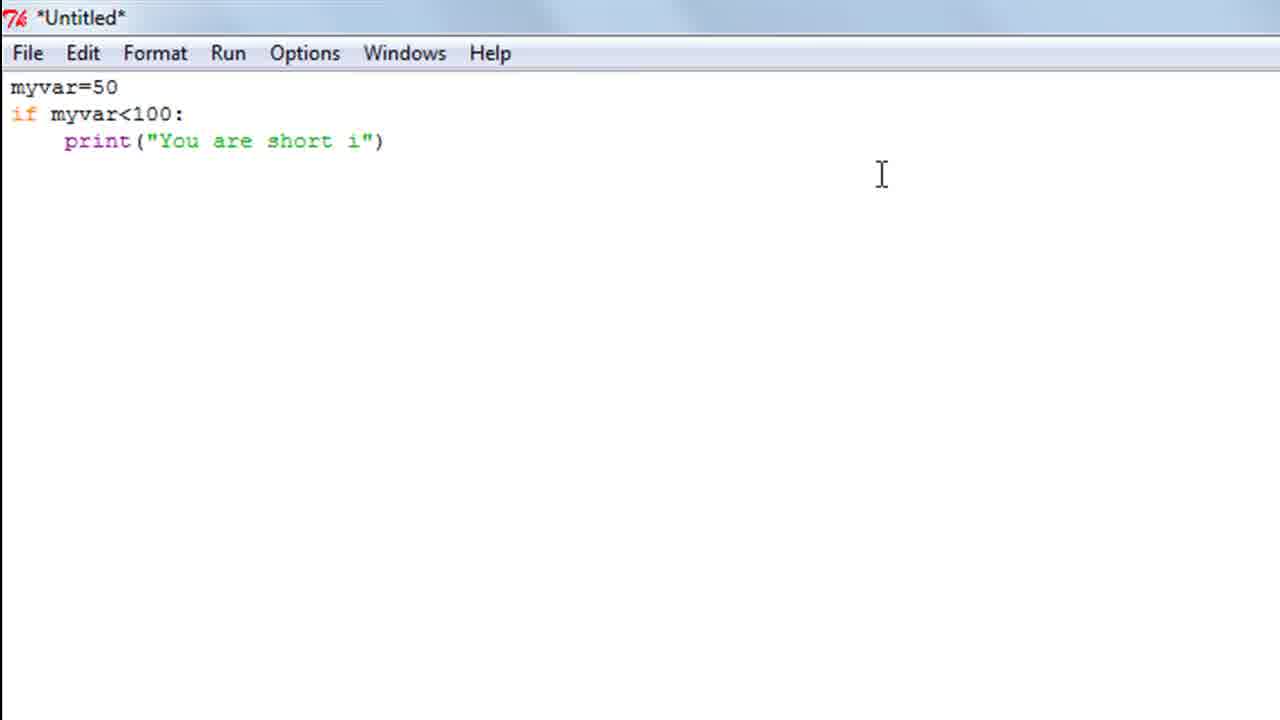 *Untitled*
File Edit Format Run Options Windows Help
myvar=50
if myvar<100:
    print("You are short i")